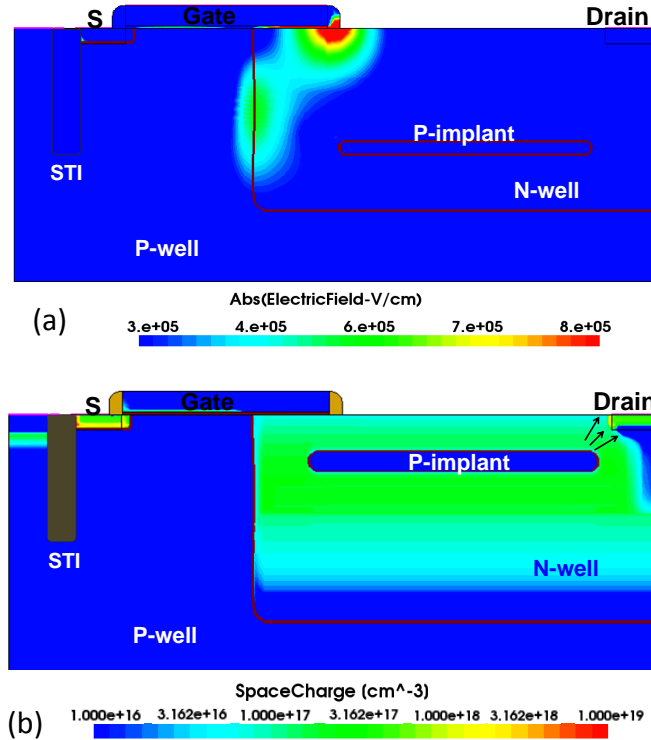 S Gate Drain
P-implant
STI
N-well
P-well
(a)
Abs(ElectricField-V/cm)
3.e+05 4.e+05 6.e+05 7.e+05 8.e+05
S Gate Drain
P-implant
STI
N-well
P-well
(b)
SpaceCharge [cm^-3]
1.000e+16 3.162e+16 1.000e+17 3.162e+17 1.000e+18 3.162e+18 1.000e+19